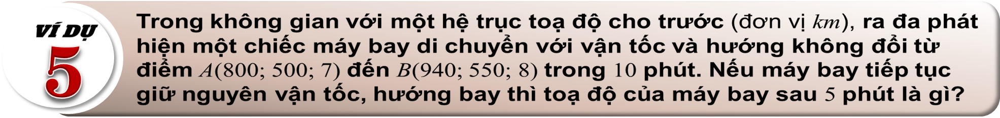 VÍ DỤ
5
Trong không gian với một hệ trục toạ độ cho trước (đơn vị km), ra đa phát
hiện một chiếc máy bay di chuyển với vận tốc và hướng không đổi từ
điểm A(800; 500; 7) đến B(940; 550; 8) trong 10 phút. Nếu máy bay tiếp tục
giữ nguyên vận tốc, hướng bay thì toạ độ của máy bay sau 5 phút là gì?